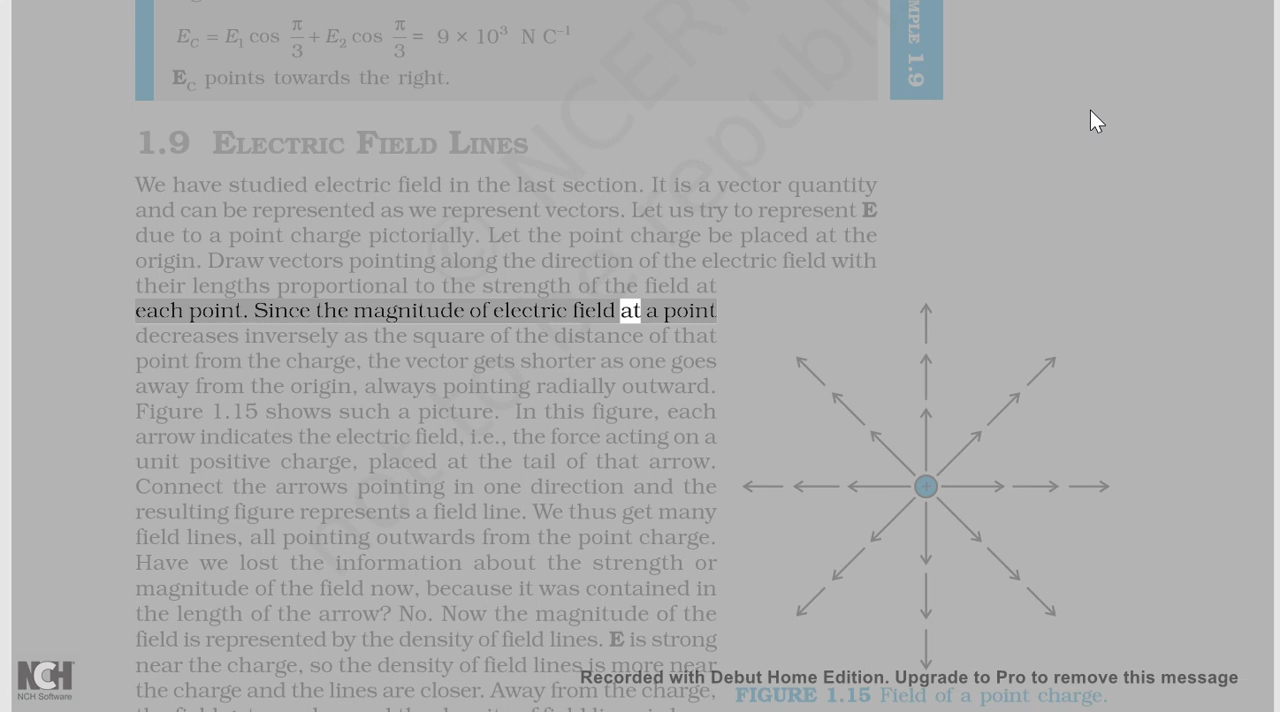 E_C = E_1 cos π/3 + E_2 cos π/3 = 9 × 10³ N C⁻¹
MPLE 1.9
E_C points towards the right.
1.9 ELECTRIC FIELD LINES
We have studied electric field in the last section. It is a vector quantity
and can be represented as we represent vectors. Let us try to represent E
due to a point charge pictorially. Let the point charge be placed at the
origin. Draw vectors pointing along the direction of the electric field with
their lengths proportional to the strength of the field at
each point. Since the magnitude of electric field at a point
decreases inversely as the square of the distance of that
point from the charge, the vector gets shorter as one goes
away from the origin, always pointing radially outward.
Figure 1.15 shows such a picture. In this figure, each
arrow indicates the electric field, i.e., the force acting on a
unit positive charge, placed at the tail of that arrow.
Connect the arrows pointing in one direction and the
resulting figure represents a field line. We thus get many
field lines, all pointing outwards from the point charge.
Have we lost the information about the strength or
magnitude of the field now, because it was contained in
the length of the arrow? No. Now the magnitude of the
field is represented by the density of field lines. E is strong
near the charge, so the density of field lines is more near
the charge and the lines are closer. Away from the charge,
+
FIGURE 1.15 Field of a point charge.
© NCERT
not to be republi
NCH
NCH Software
Recorded with Debut Home Edition. Upgrade to Pro to remove this message